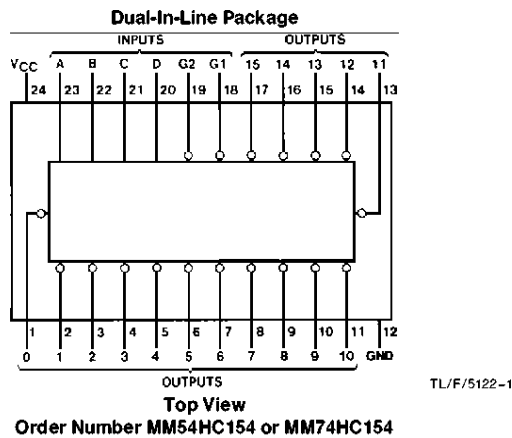 Dual-In-Line Package
INPUTS OUTPUTS
VCC A B C D G2 G1 15 14 13 12 11
24 23 22 21 20 19 18 17 16 15 14 13
1 2 3 4 5 6 7 8 9 10 11 12
0 1 2 3 4 5 6 7 8 9 10 GND
OUTPUTS
TL/F/5122-1
Top View
Order Number MM54HC154 or MM74HC154